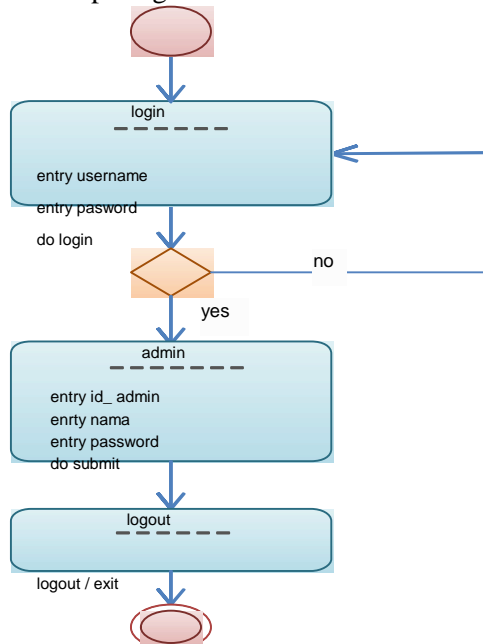 login
entry username
entry pasword
do login
no
yes
admin
entry id_ admin
enrty nama
entry password
do submit
logout
logout / exit